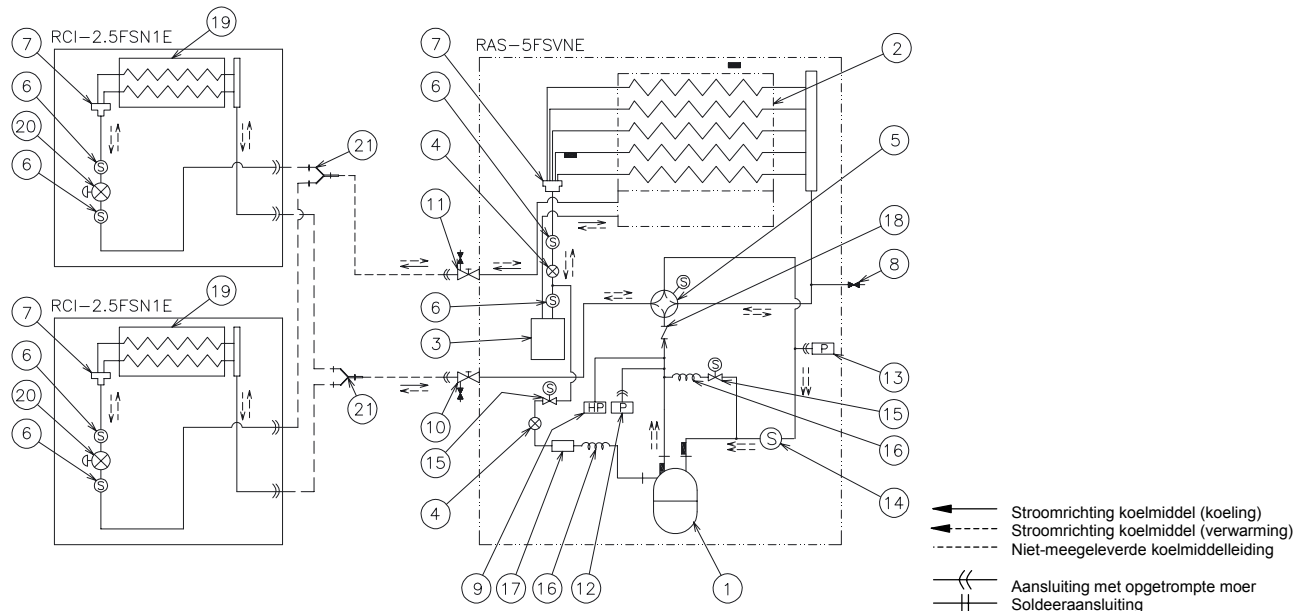 RCI-2.5FSN1E
19
7
6
20
6
21
RCI-2.5FSN1E
19
7
6
20
6
21
RAS-5FSVNE
7
6
4
11
6
3
10
15
4
9
17
16
12
1
2
5
18
8
13
15
16
14
S
S
S
S
S
S
S
S
S
S
HP
P
P
Stroomrichting koelmiddel (koeling)
Stroomrichting koelmiddel (verwarming)
Niet-meegeleverde koelmiddelleiding
Aansluiting met opgetrompte moer
Soldeeraansluiting